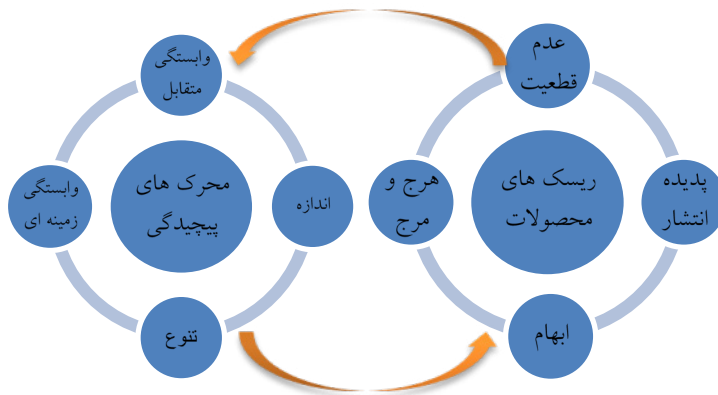 عدم
قطعیت
پدیده
انتشار
ابهام
هرج و
مرج
ریسک های
محصولات
وابستگی
متقابل
اندازه
تنوع
وابستگی
زمینه ای
محرک های
پیچیدگی